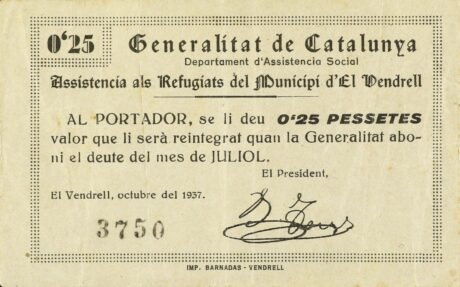 0'25
Generalitat de Catalunya
Departament d'Assistencia Social
Assistencia als Refugiats del Municipi d'El Vendrell
AL PORTADOR, se li deu 0'25 PESSETES
valor que li serà reintegrat quan la Generalitat abo-
ni el deute del mes de JULIOL.
El President,
El Vendrell, octubre del 1937.
3750
IMP. BARNADAS - VENDRELL